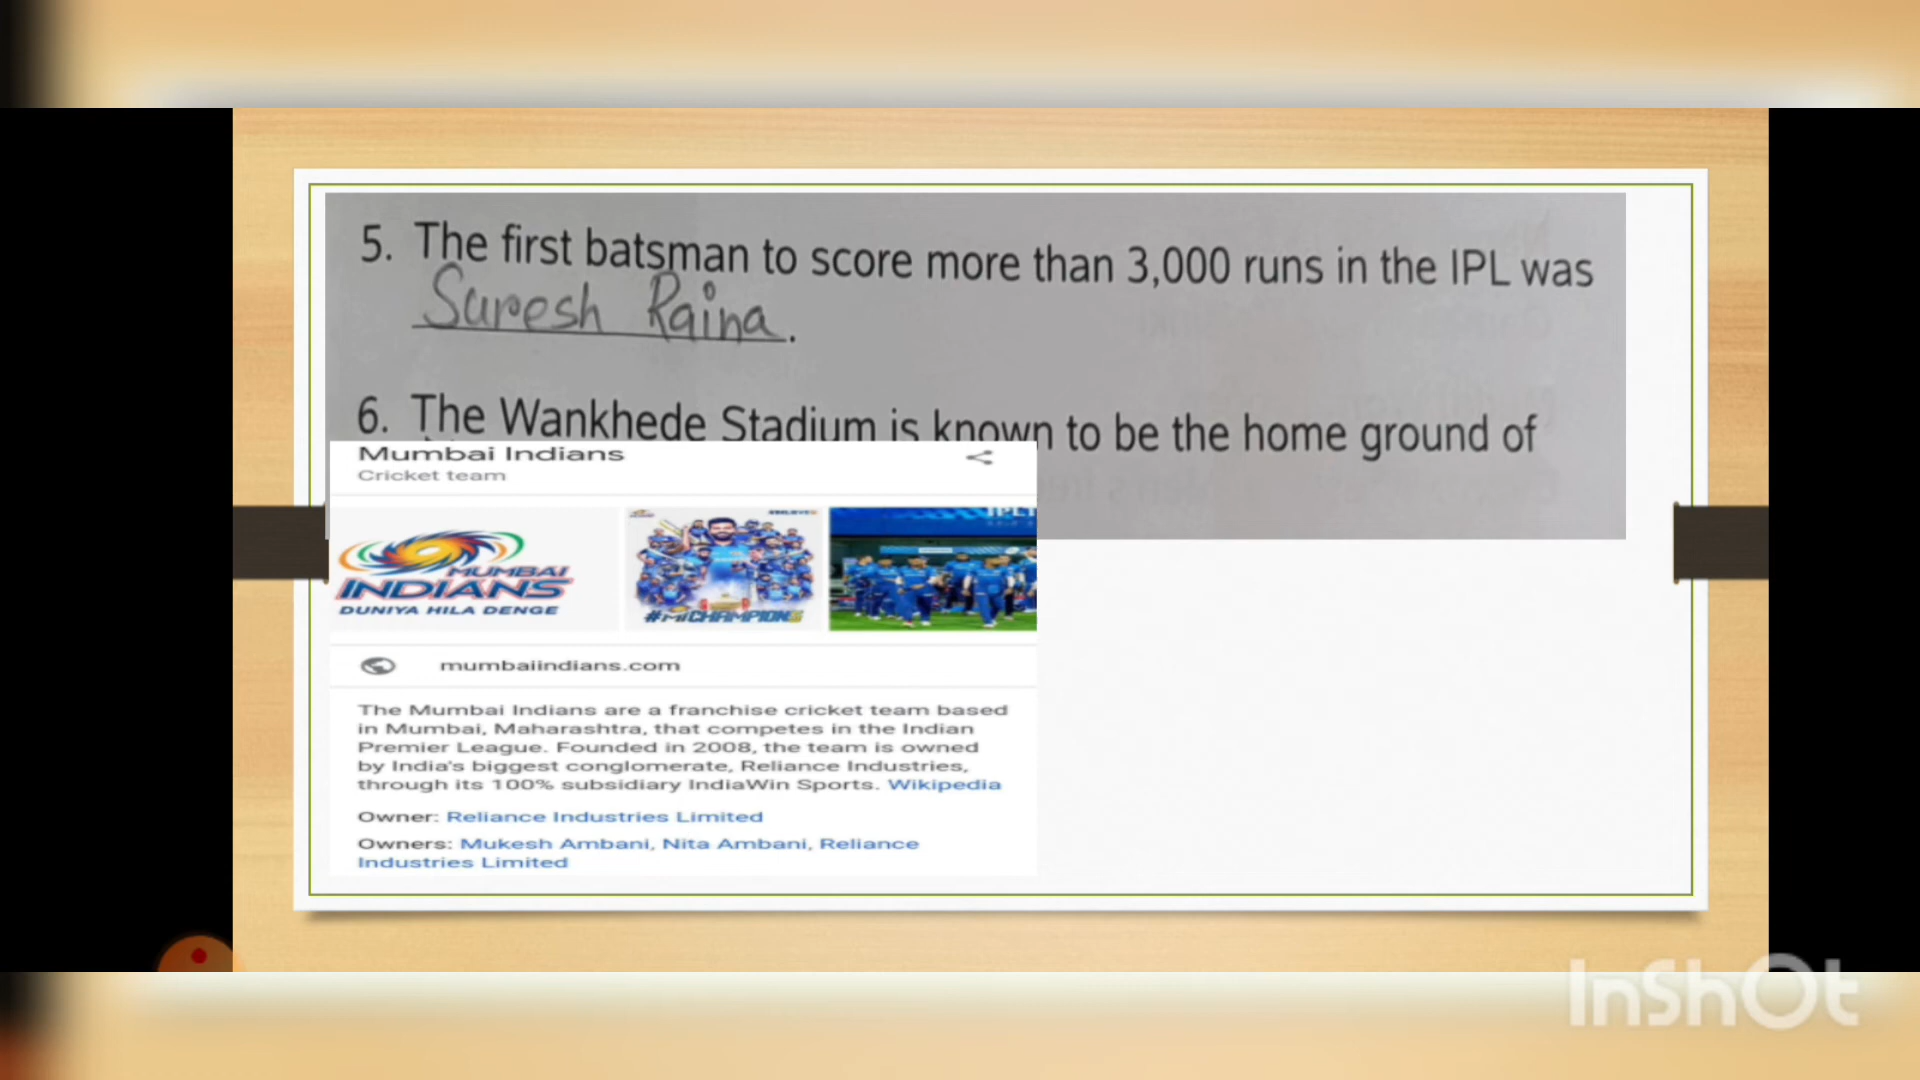 5. The first batsman to score more than 3,000 runs in the IPL was
Suresh Raina.
6. The Wankhede Stadium is known to be the home ground of
Mumbai Indians
Cricket team
MUMBAI
INDIANS
DUNIYA HILA DENGE
#MICHAMPIONS
mumbaiindians.com
The Mumbai Indians are a franchise cricket team based
in Mumbai, Maharashtra, that competes in the Indian
Premier League. Founded in 2008, the team is owned
by India's biggest conglomerate, Reliance Industries,
through its 100% subsidiary IndiaWin Sports. Wikipedia
Owner: Reliance Industries Limited
Owners: Mukesh Ambani, Nita Ambani, Reliance
Industries Limited
InShOt